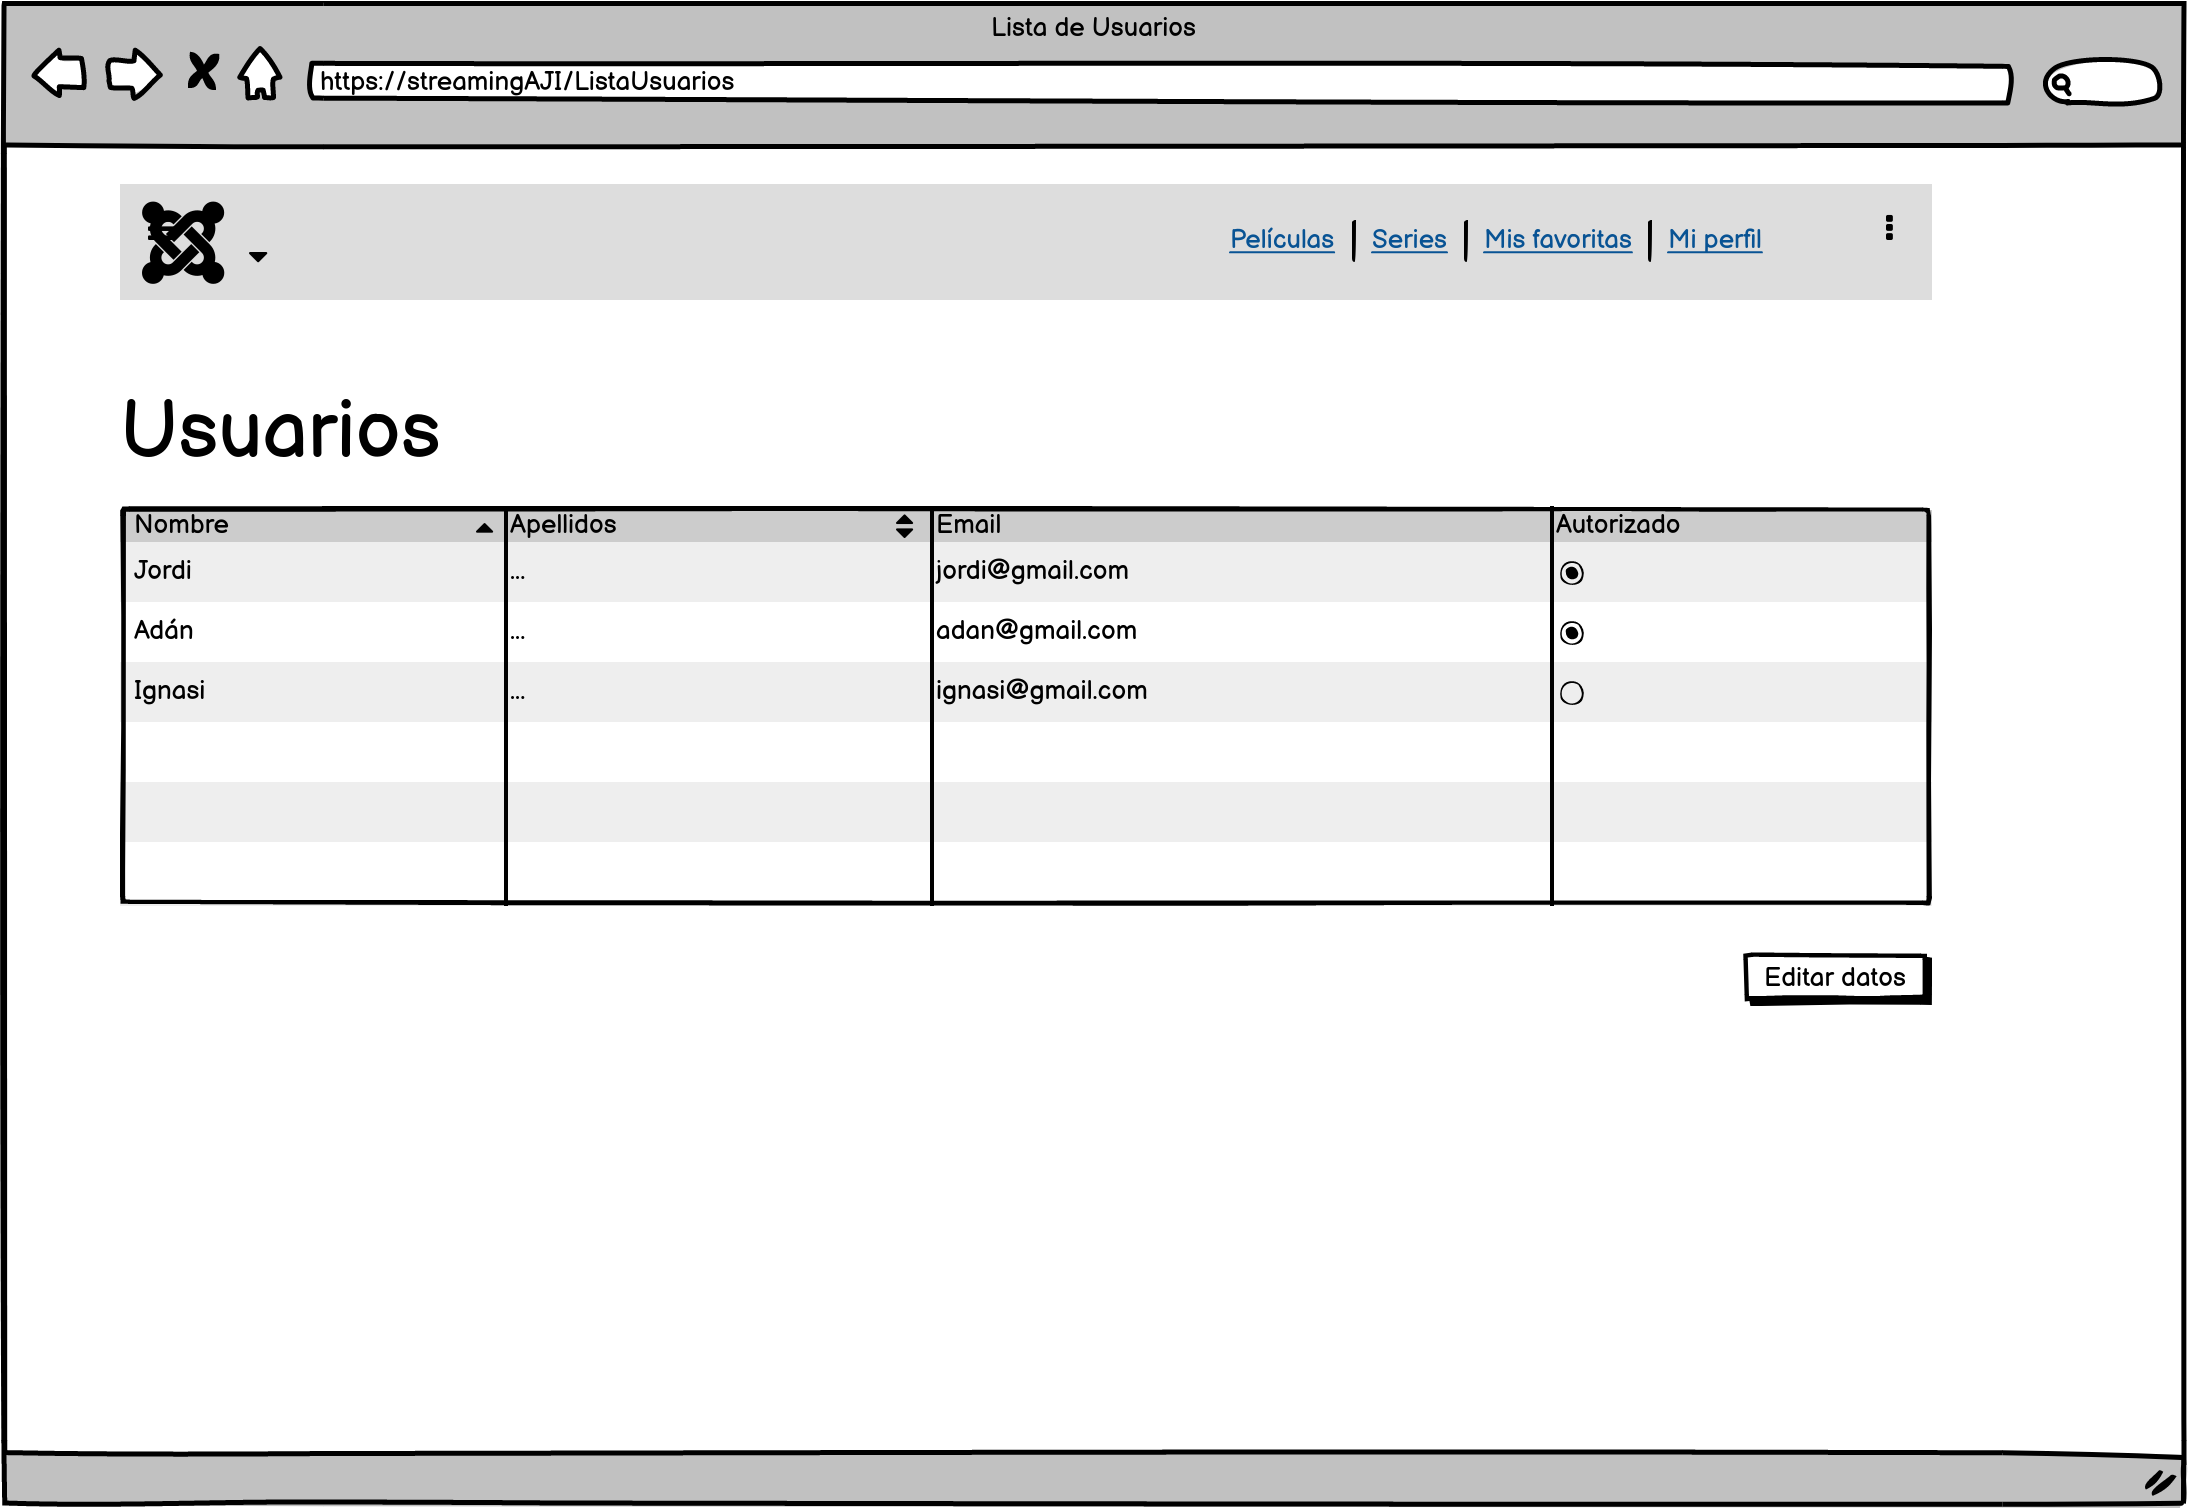 Lista de Usuarios
https://streamingAJI/ListaUsuarios
Películas Series Mis favoritas Mi perfil
Usuarios
Nombre Apellidos Email Autorizado
Jordi ... jordi@gmail.com
Adán ... adan@gmail.com
Ignasi ... ignasi@gmail.com
Editar datos